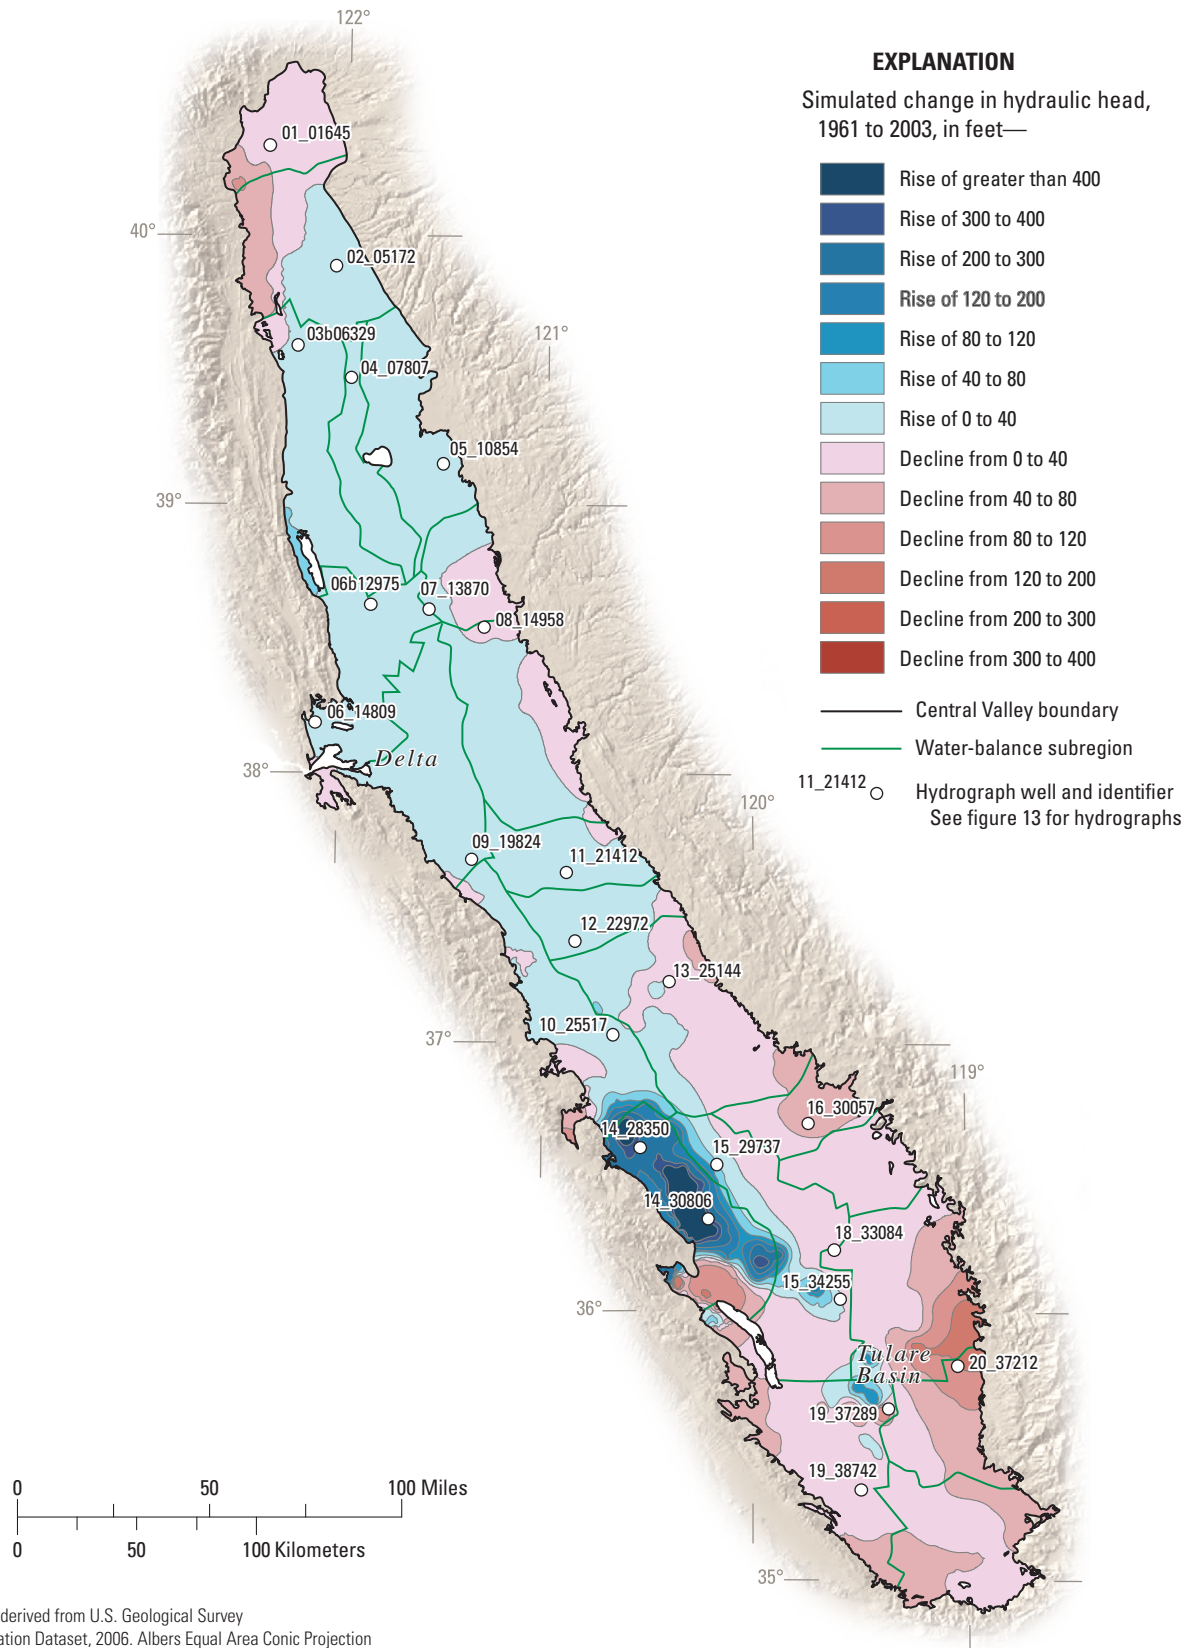 122°
EXPLANATION
Simulated change in hydraulic head,
1961 to 2003, in feet—
Rise of greater than 400
Rise of 300 to 400
Rise of 200 to 300
Rise of 120 to 200
Rise of 80 to 120
Rise of 40 to 80
Rise of 0 to 40
Decline from 0 to 40
Decline from 40 to 80
Decline from 80 to 120
Decline from 120 to 200
Decline from 200 to 300
Decline from 300 to 400
Central Valley boundary
Water-balance subregion
11_21412
Hydrograph well and identifier
See figure 13 for hydrographs
01_01645
40°
02_05172
03b06329
121°
04_07807
05_10854
39°
06b12975
07_13870
08_14958
06_14809
Delta
38°
120°
09_19824
11_21412
12_22972
13_25144
10_25517
37°
119°
16_30057
14_28350
15_29737
14_30806
18_33084
15_34255
36°
Tulare
Basin
20_37212
19_37289
19_38742
0 50 100 Miles
0 50 100 Kilometers
35°
derived from U.S. Geological Survey
ation Dataset, 2006. Albers Equal Area Conic Projection